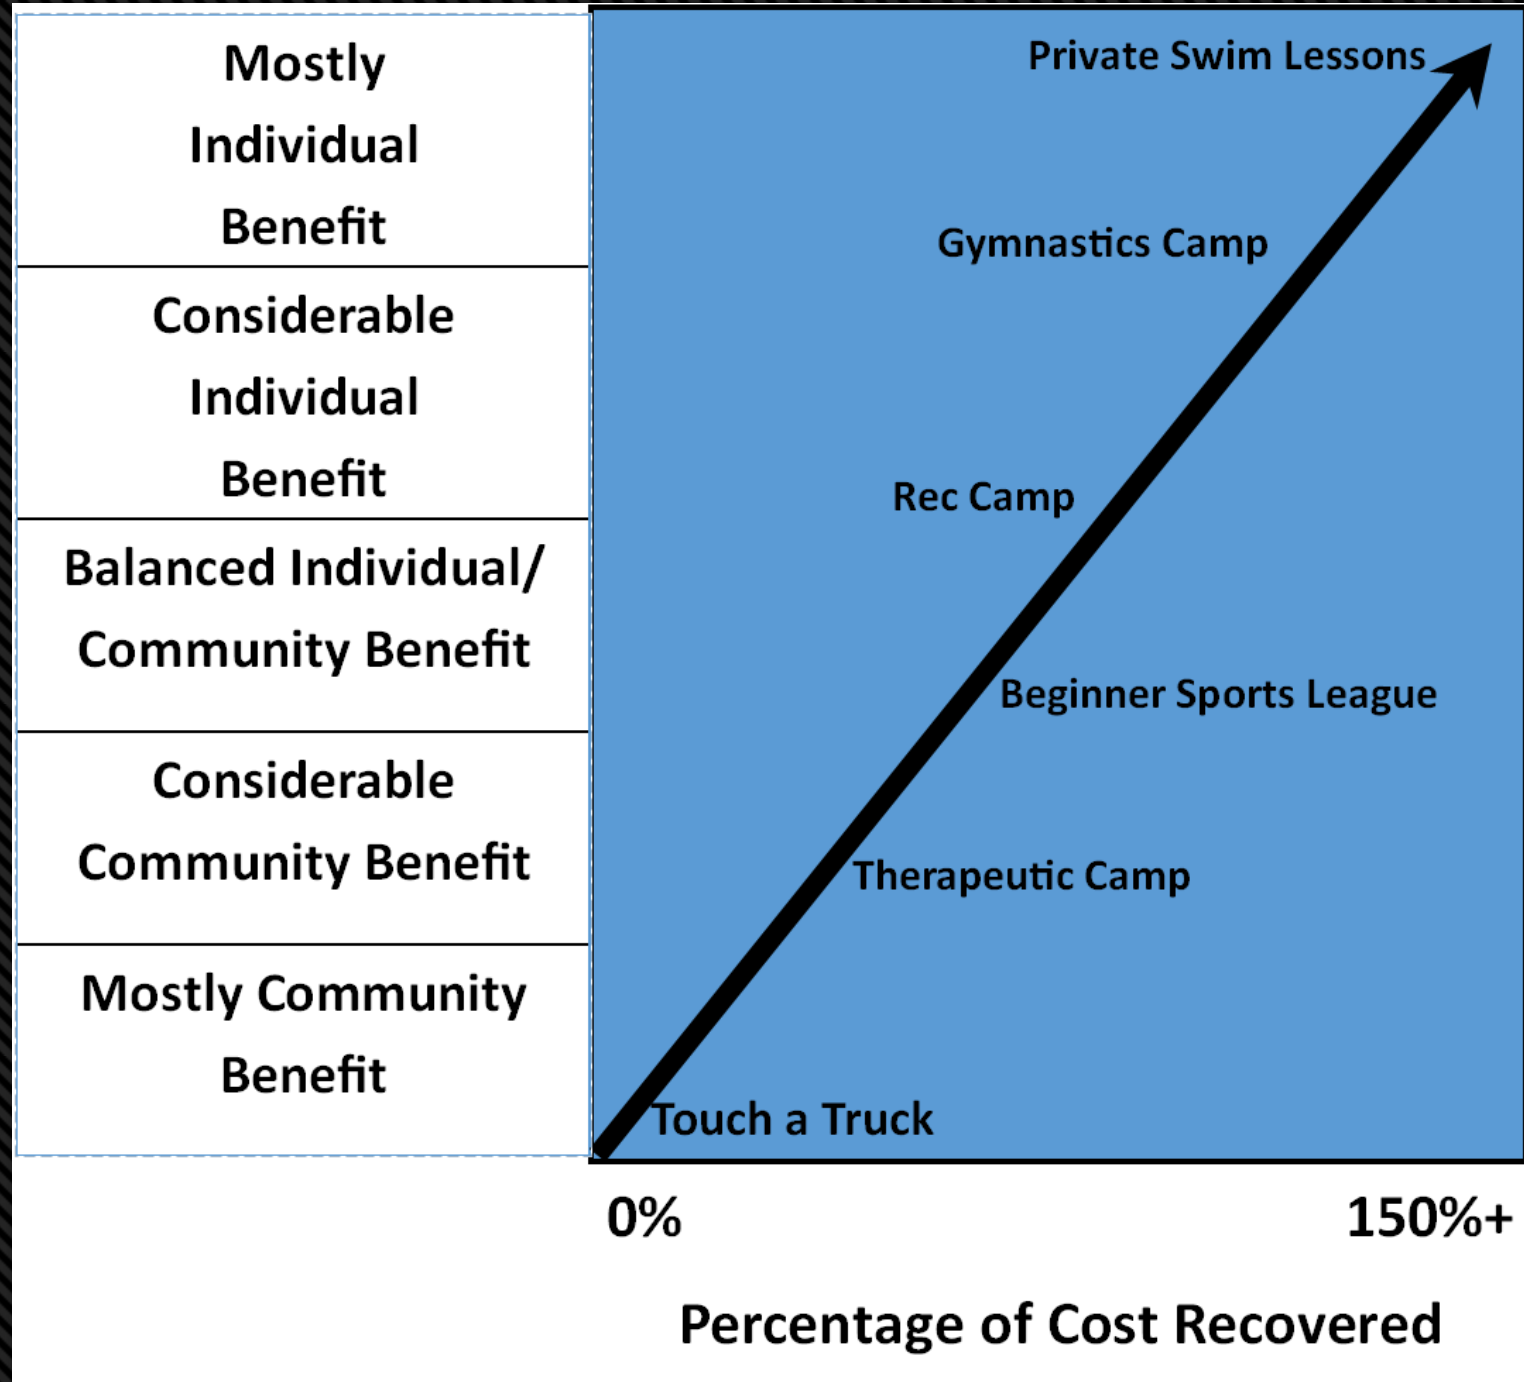 Mostly
Individual
Benefit
Considerable
Individual
Benefit
Balanced Individual/
Community Benefit
Considerable
Community Benefit
Mostly Community
Benefit
Private Swim Lessons
Gymnastics Camp
Rec Camp
Beginner Sports League
Therapeutic Camp
Touch a Truck
0%
150%+
Percentage of Cost Recovered